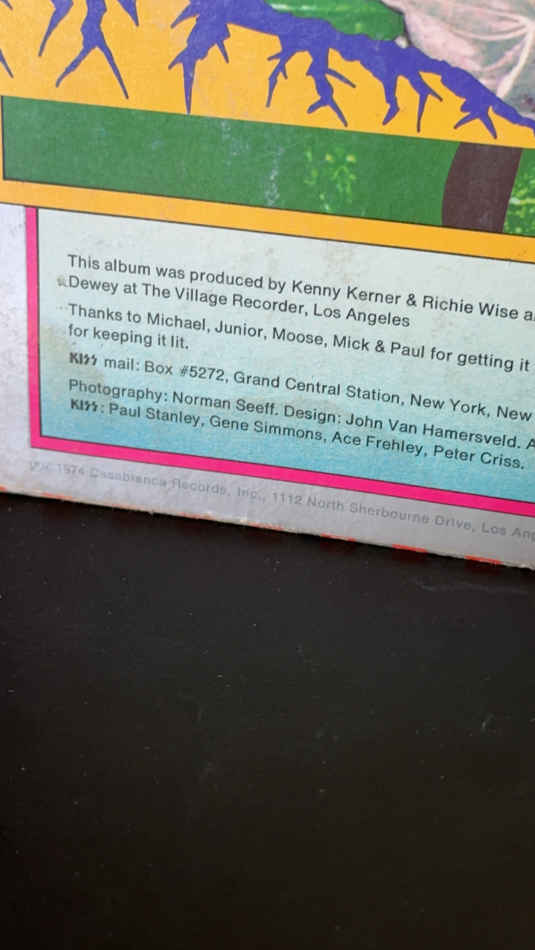 This album was produced by Kenny Kerner & Richie Wise
Dewey at The Village Recorder, Los Angeles
Thanks to Michael, Junior, Moose, Mick & Paul for getting it
for keeping it lit.
KISS mail: Box #5272, Grand Central Station, New York, New
Photography: Norman Seeff. Design: John Van Hamersveld.
KISS: Paul Stanley, Gene Simmons, Ace Frehley, Peter Criss.
1974 Casablanca Records, Inc., 1112 North Sherbourne Drive, Los